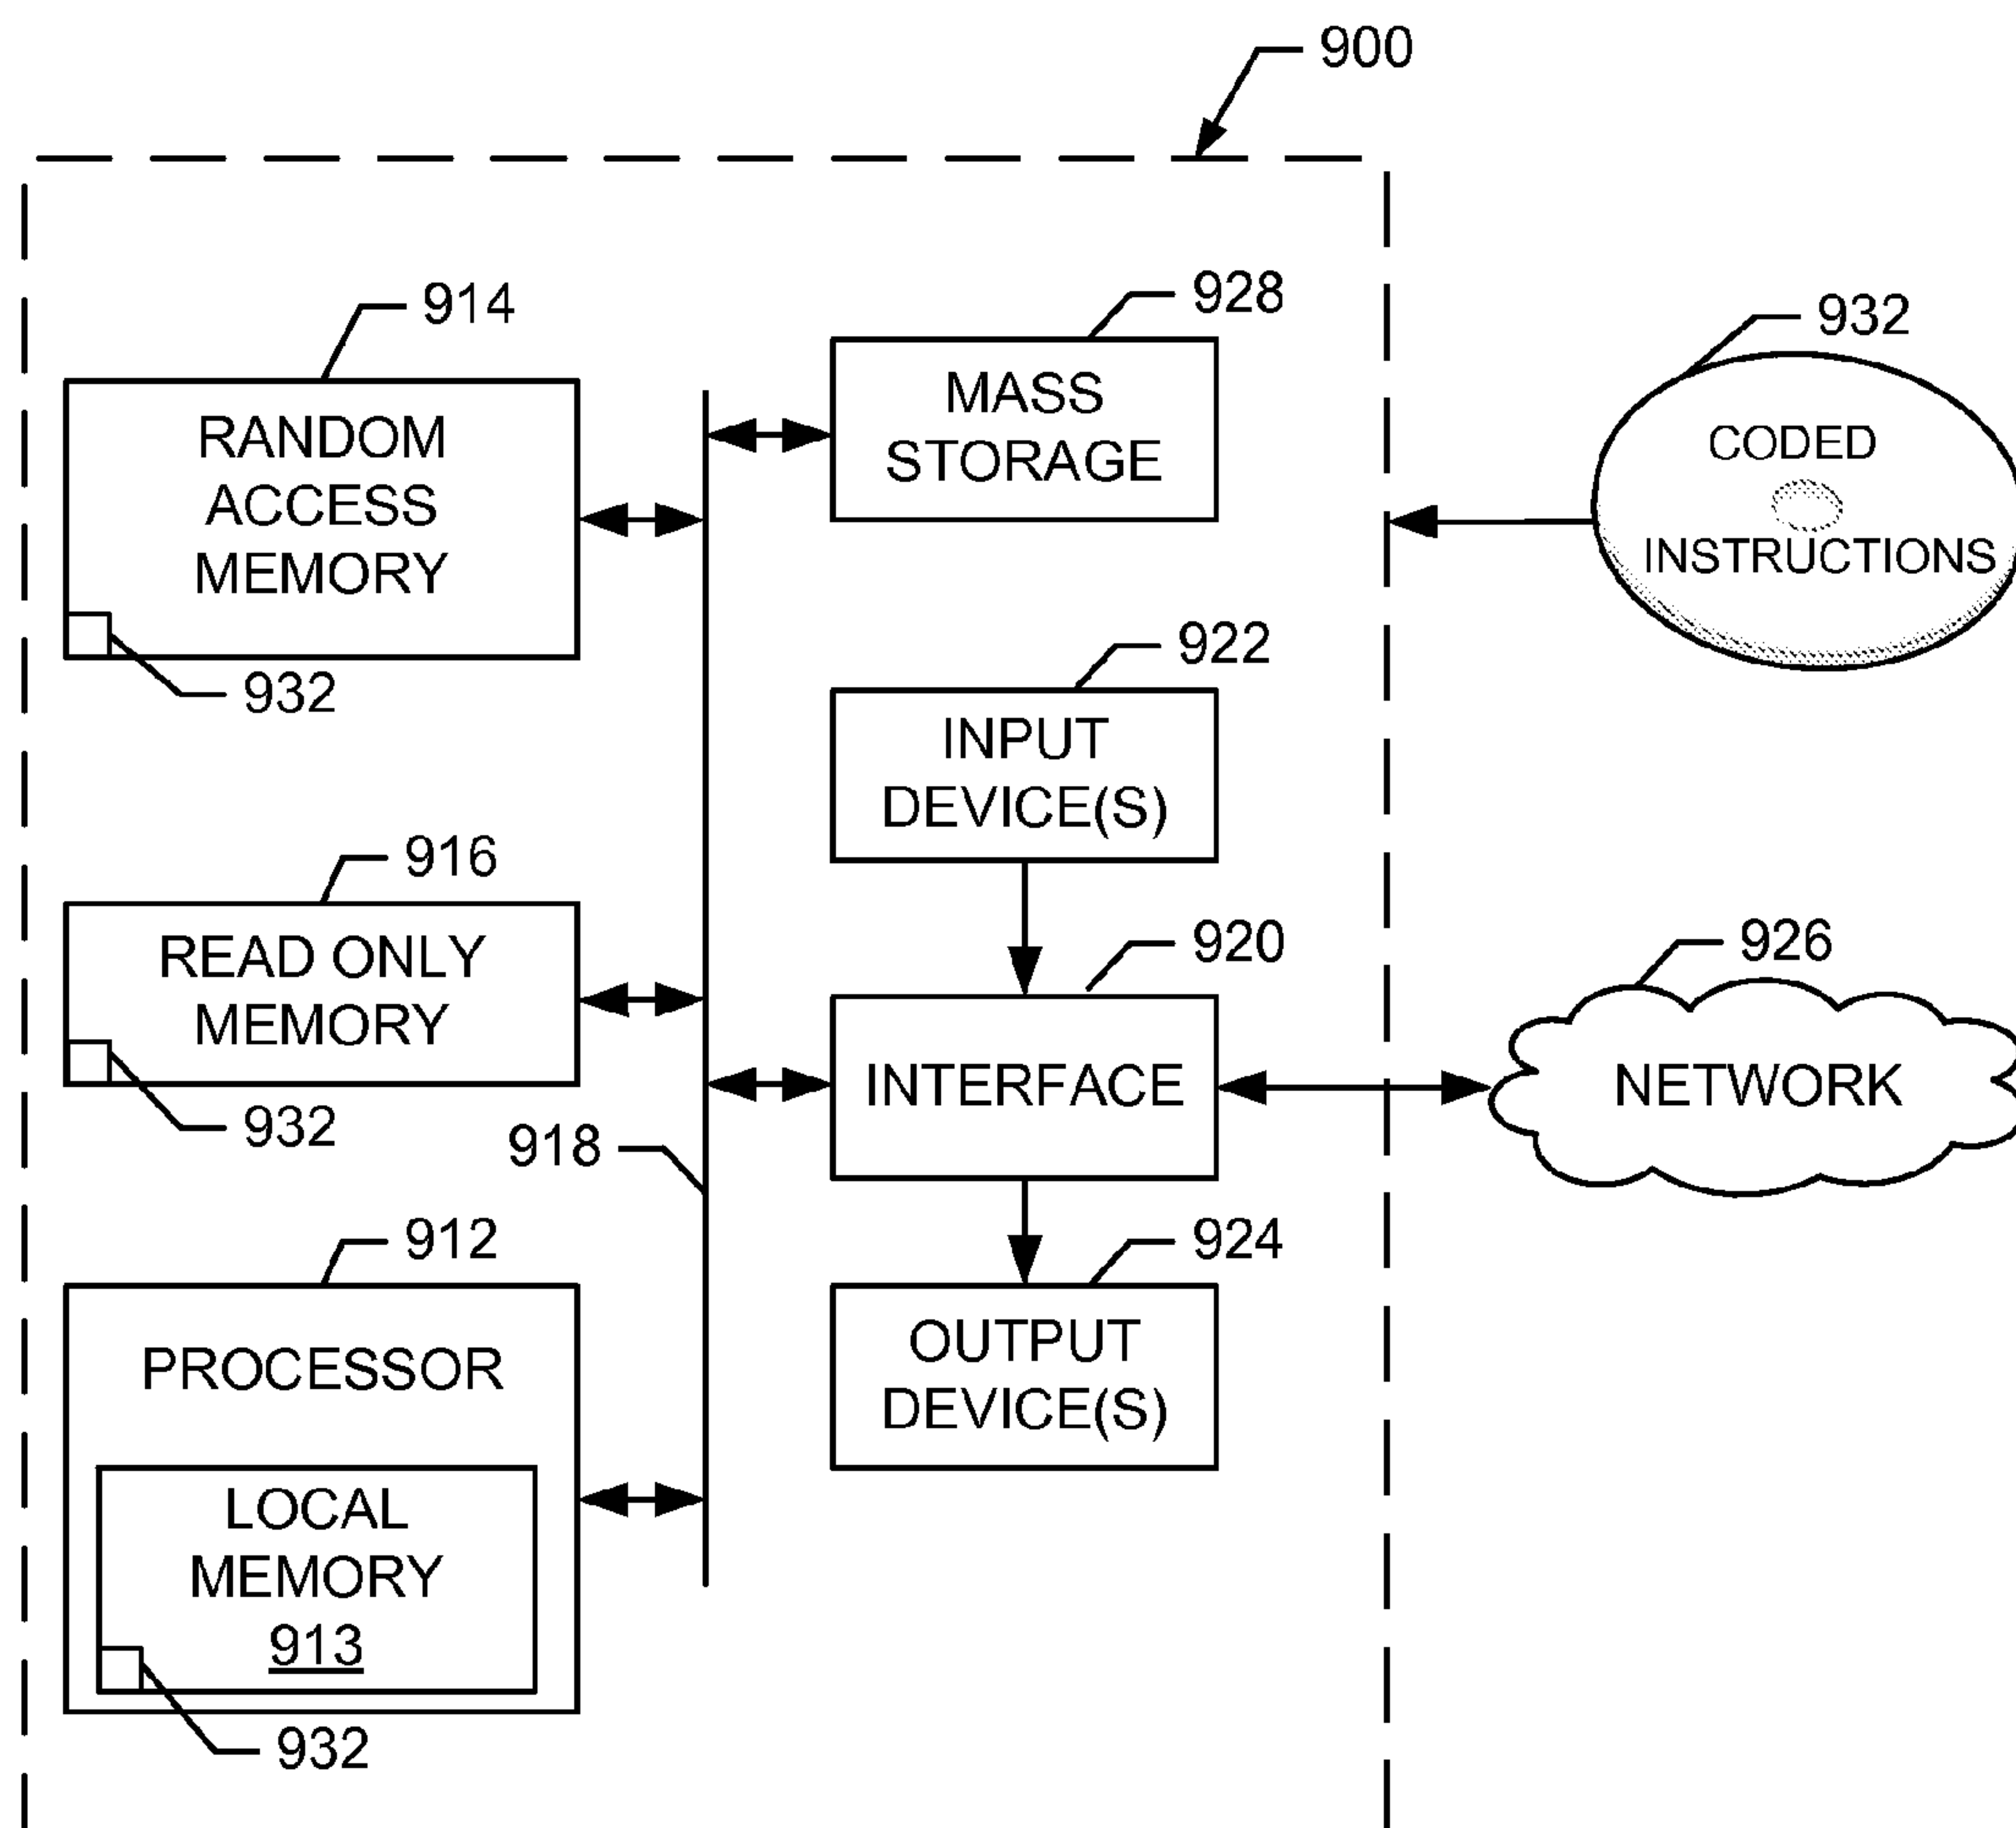 900
914
RANDOM
ACCESS
MEMORY
932
928
MASS
STORAGE
932
CODED
INSTRUCTIONS
922
INPUT
DEVICE(S)
916
READ ONLY
MEMORY
932
920
INTERFACE
926
NETWORK
918
912
PROCESSOR
LOCAL
MEMORY
913
932
924
OUTPUT
DEVICE(S)